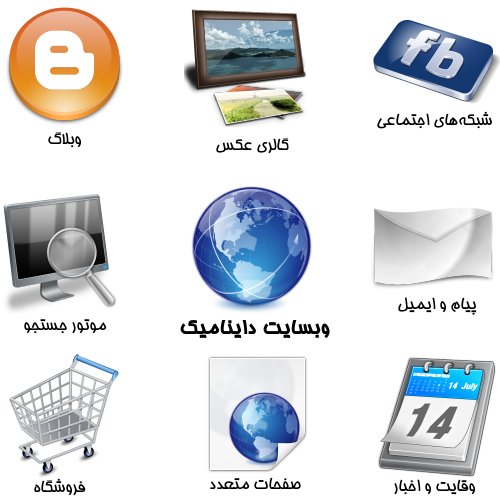 B
fb
وبلاگ
گالری عکس
شبکه‌های اجتماعی
موتور جستجو
وبسایت داینامیک
پیام و ایمیل
14 July
14
فروشگاه
صفحات متعدد
وقایت و اخبار